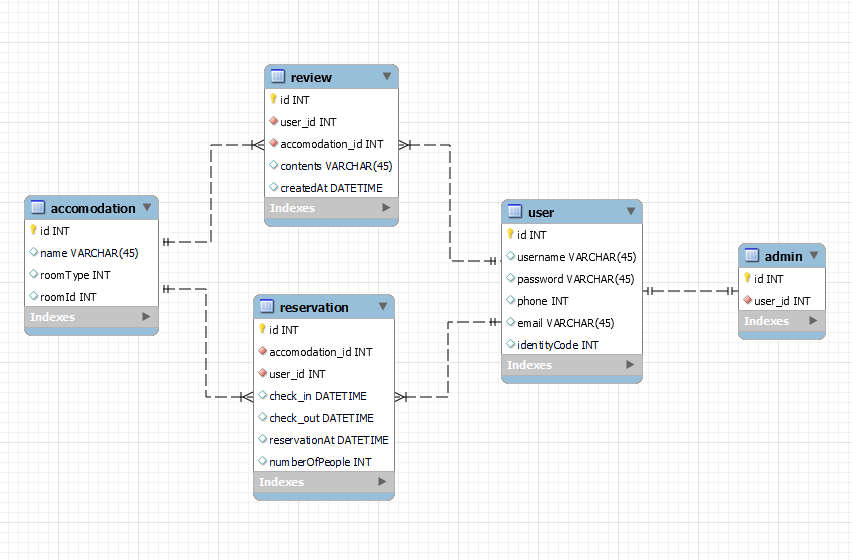 review
id INT
user_id INT
accomodation_id INT
contents VARCHAR(45)
createdAt DATETIME
Indexes
accomodation
id INT
name VARCHAR(45)
roomType INT
roomId INT
Indexes
reservation
id INT
accomodation_id INT
user_id INT
check_in DATETIME
check_out DATETIME
reservationAt DATETIME
numberOfPeople INT
Indexes
user
id INT
username VARCHAR(45)
password VARCHAR(45)
phone INT
email VARCHAR(45)
identityCode INT
Indexes
admin
id INT
user_id INT
Indexes